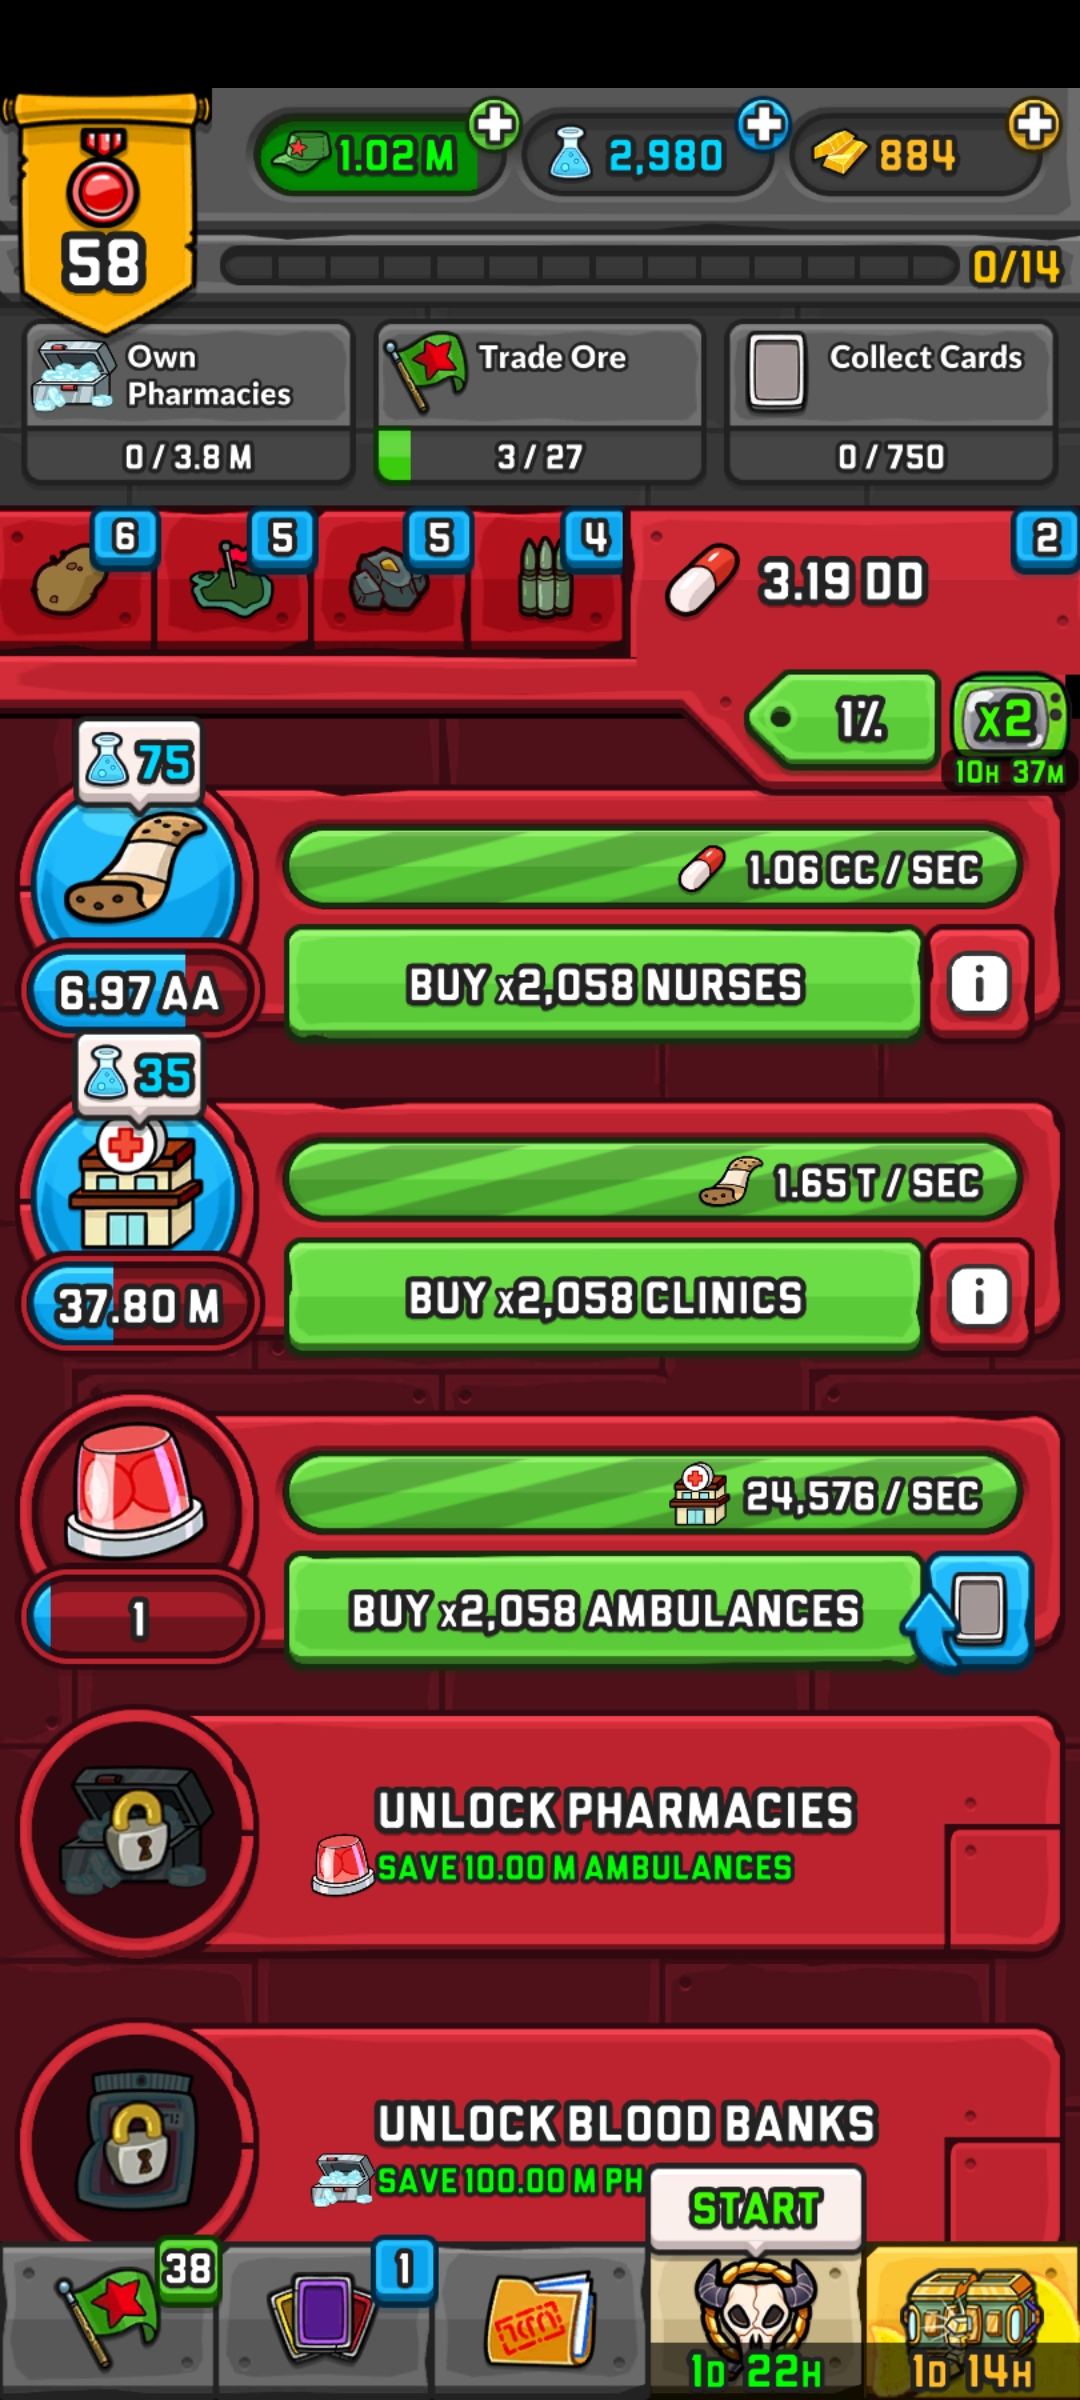 1.02 M
2,980
884
58
0/14
Own
Pharmacies
0 / 3.8 M
Trade Ore
3 / 27
Collect Cards
0 / 750
6
5
5
4
2
3.19 DD
1%
x2
10H 37M
75
1.06 CC / SEC
6.97 AA
BUY x2,058 NURSES
i
35
1.65 T / SEC
37.80 M
BUY x2,058 CLINICS
i
24,576 / SEC
1
BUY x2,058 AMBULANCES
UNLOCK PHARMACIES
SAVE 10.00 M AMBULANCES
UNLOCK BLOOD BANKS
SAVE 100.00 M PH
START
38
1
1D 22H
1D 14H